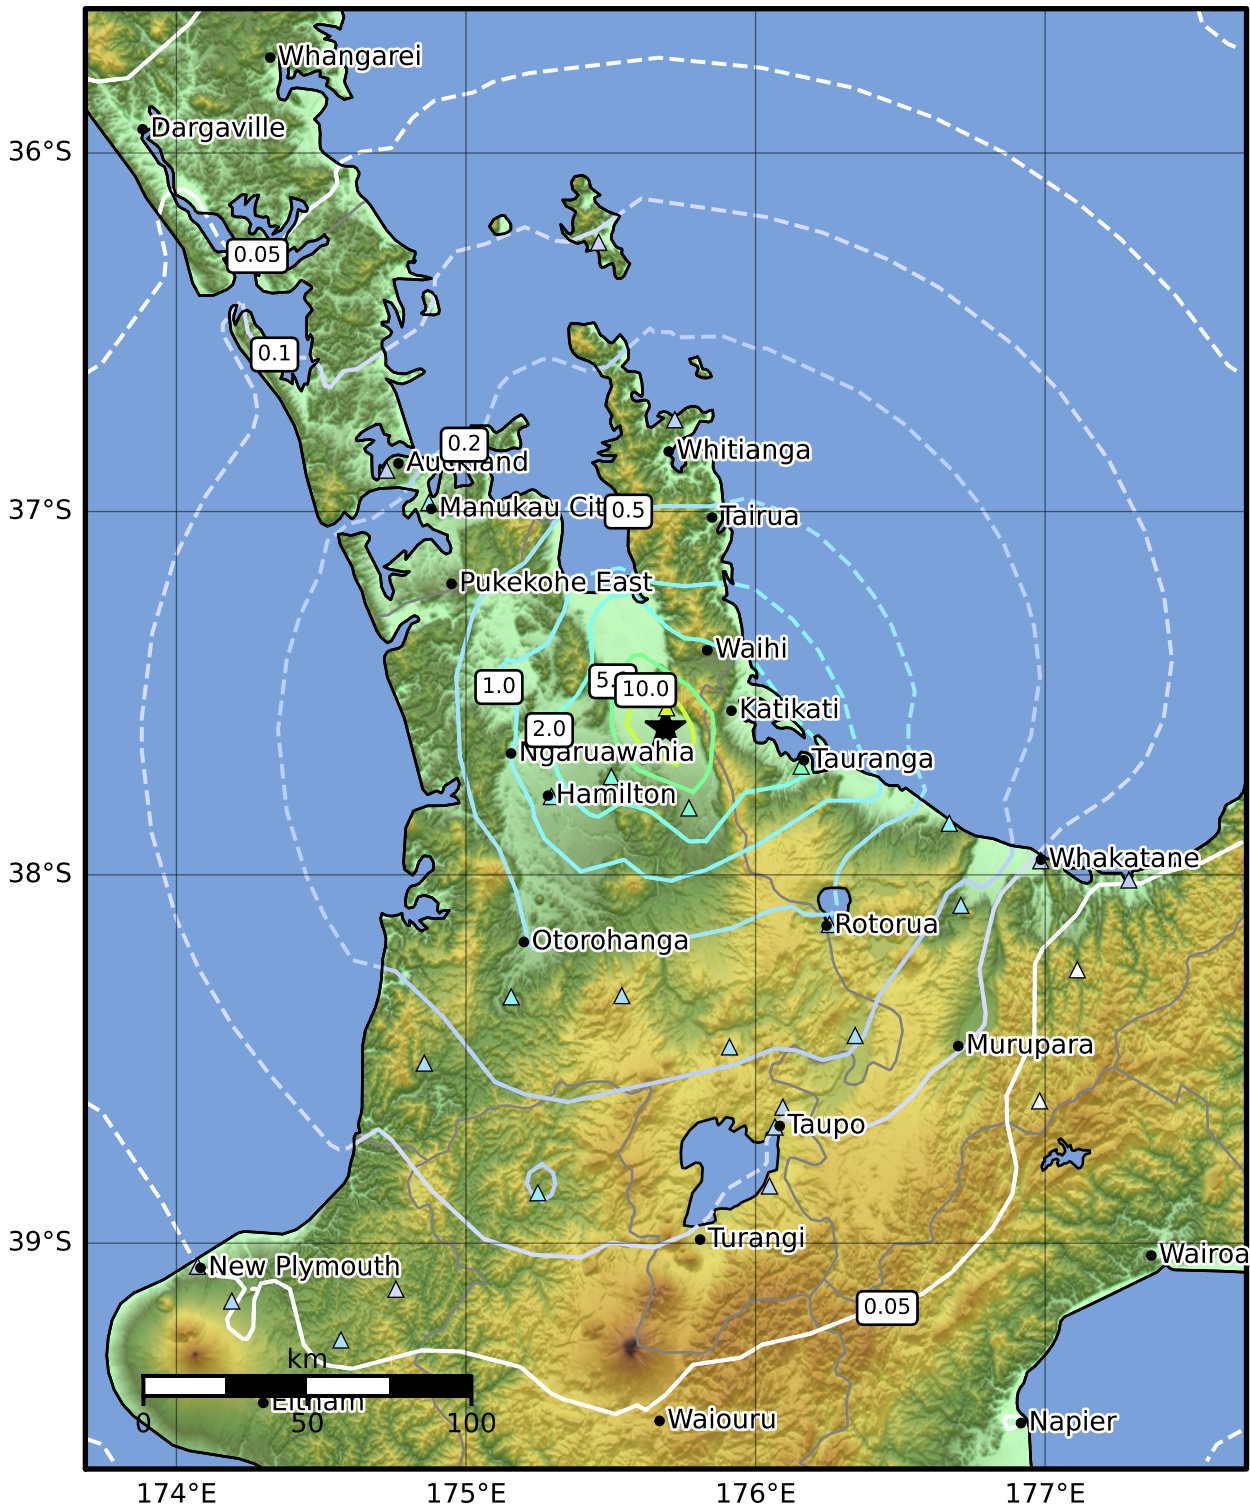 Whangarei
Dargaville
36°S
0.05
0.1
0.2
Auckland
Whitianga
37°S
Manukau Cit
0.5
Tairua
Pukekohe East
Waihi
1.0
5.
10.0
Katikati
2.0
Ngaruawahia
Tauranga
Hamilton
38°S
Whakatane
Rotorua
Otorohanga
Murupara
Taupo
39°S
Turangi
Wairoa
New Plymouth
0.05
km
Eltham
0 50 100
Waiouru
Napier
174°E 175°E 176°E 177°E